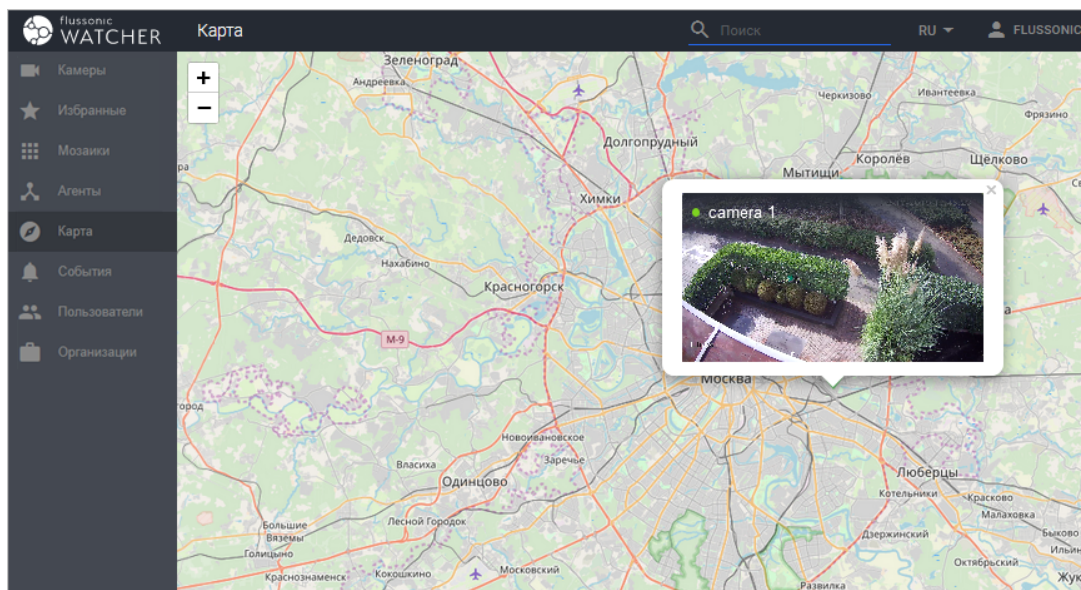 flussonic
WATCHER
Карта
Поиск
RU
FLUSSONIC
Камеры
Избранные
Мозаики
Агенты
Карта
События
Пользователи
Организации
+
−
Зеленоград
Андреевка
Черкизово
Ивантеевка
Фрязино
Долгопрудный
Королёв
Щёлково
Мытищи
Химки
camera 1
Дедовск
Нахабино
Красногорск
М-9
Москва
Новоивановское
Заречье
Власиха
Одинцово
Люберцы
Котельники
Красково
Малаховка
Большие
Вязёмы
Лесной Городок
Дзержинский
Быково
Голицыно
Октябрьский
Краснознаменск
Кокошкино
Московский
Развилка